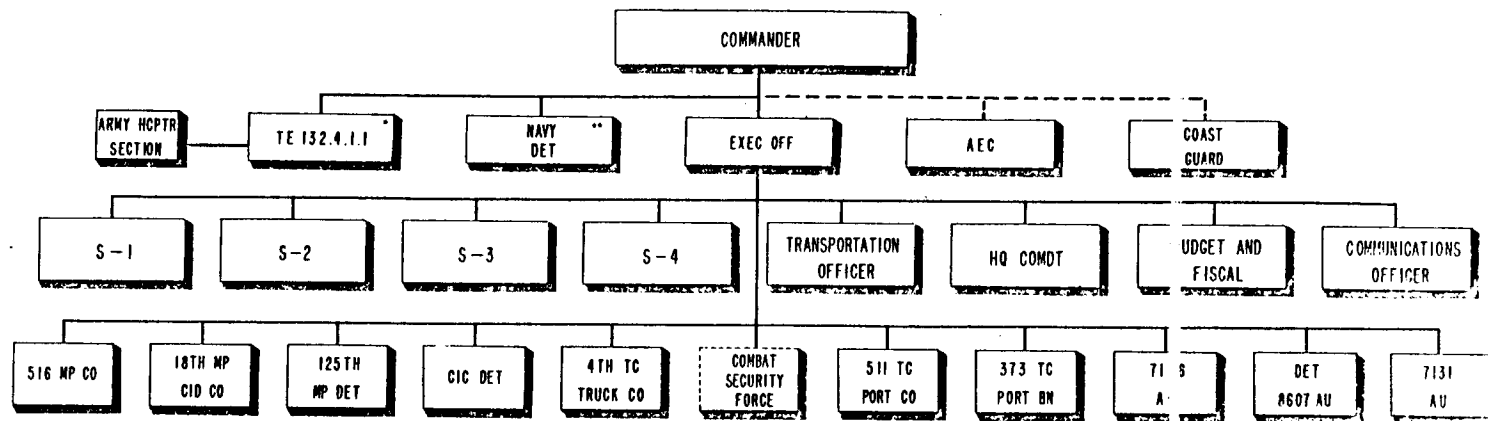 COMMANDER
ARMY HCPTR
SECTION
TE 132.4.1.1 *
NAVY **
DET
EXEC OFF
AEC
COAST
GUARD
S-1
S-2
S-3
S-4
TRANSPORTATION
OFFICER
HQ COMDT
UDGET AND
FISCAL
COMMUNICATIONS
OFFICER
516 MP CO
18TH MP
CID CO
125TH
MP DET
CIC DET
4TH TC
TRUCK CO
COMBAT
SECURITY
FORCE
511 TC
PORT CO
373 TC
PORT BN
DET
8607 AU
7131
AU